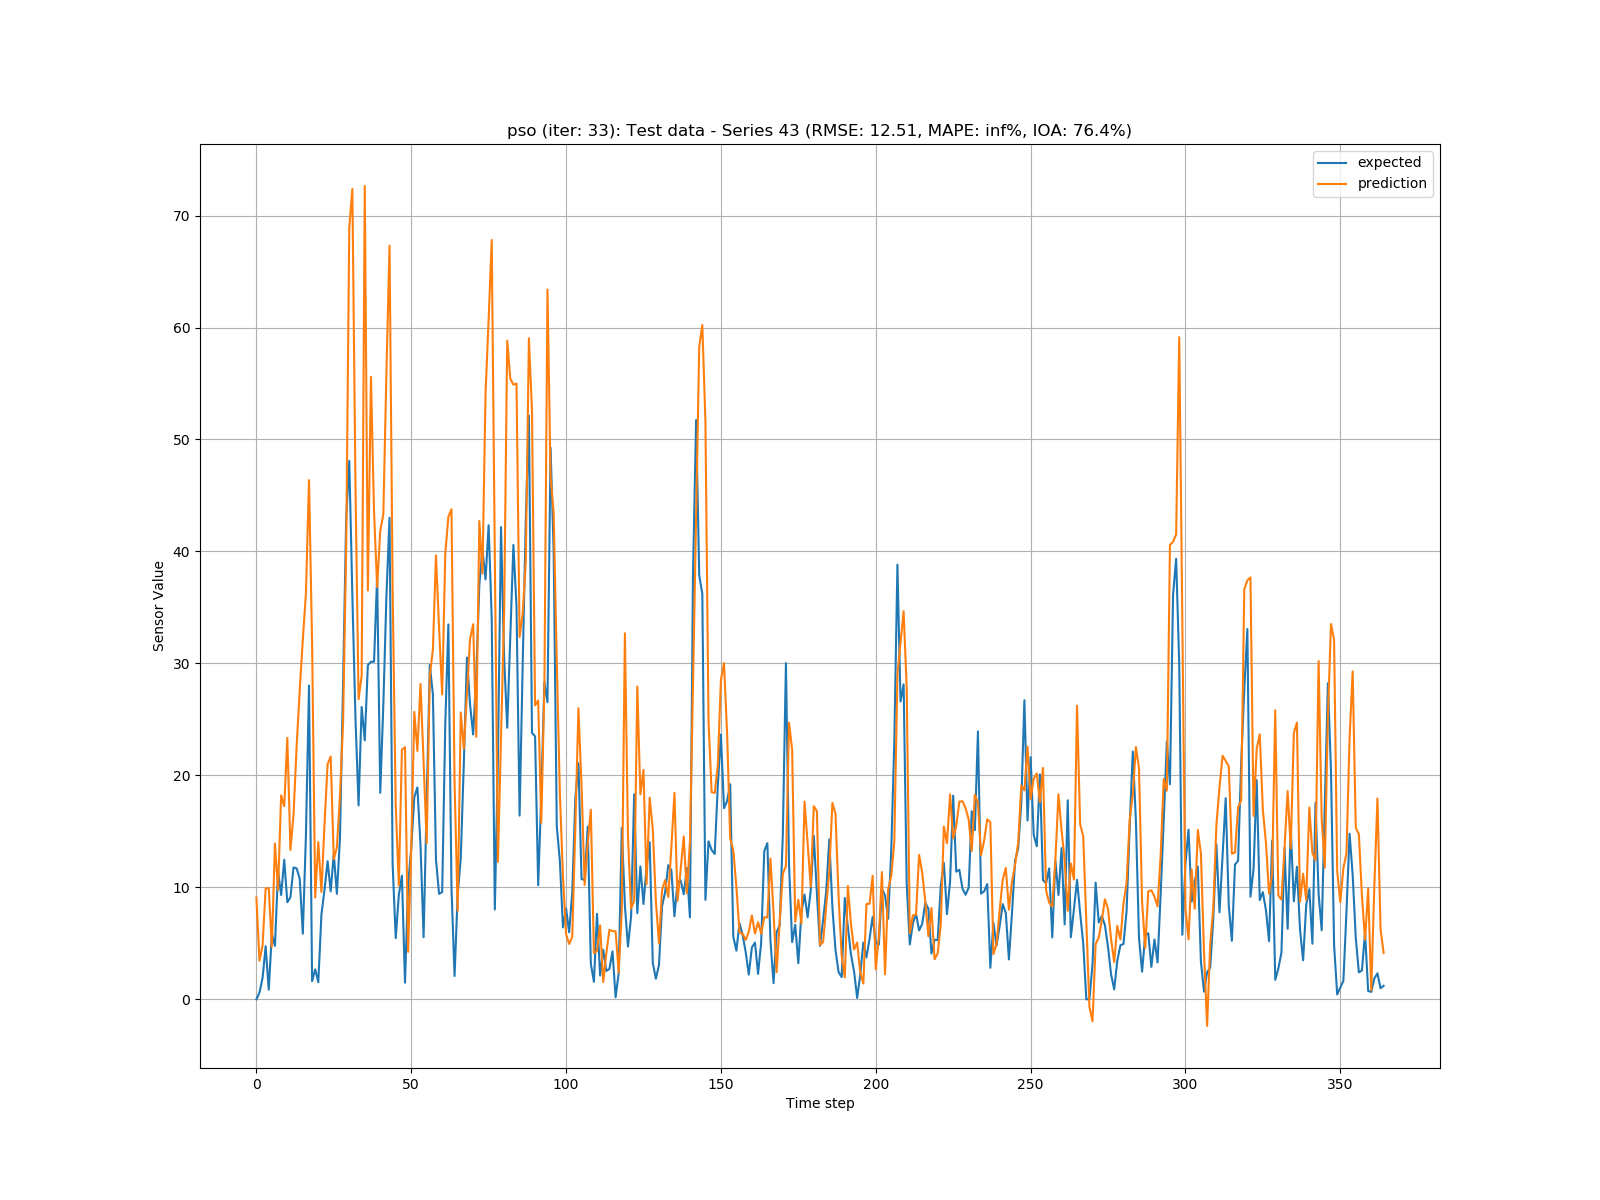 pso (iter: 33): Test data - Series 43 (RMSE: 12.51, MAPE: inf%, IOA: 76.4%)
expected
prediction
70
60
50
40
30
20
10
0
Sensor Value
0 50 100 150 200 250 300 350
Time step